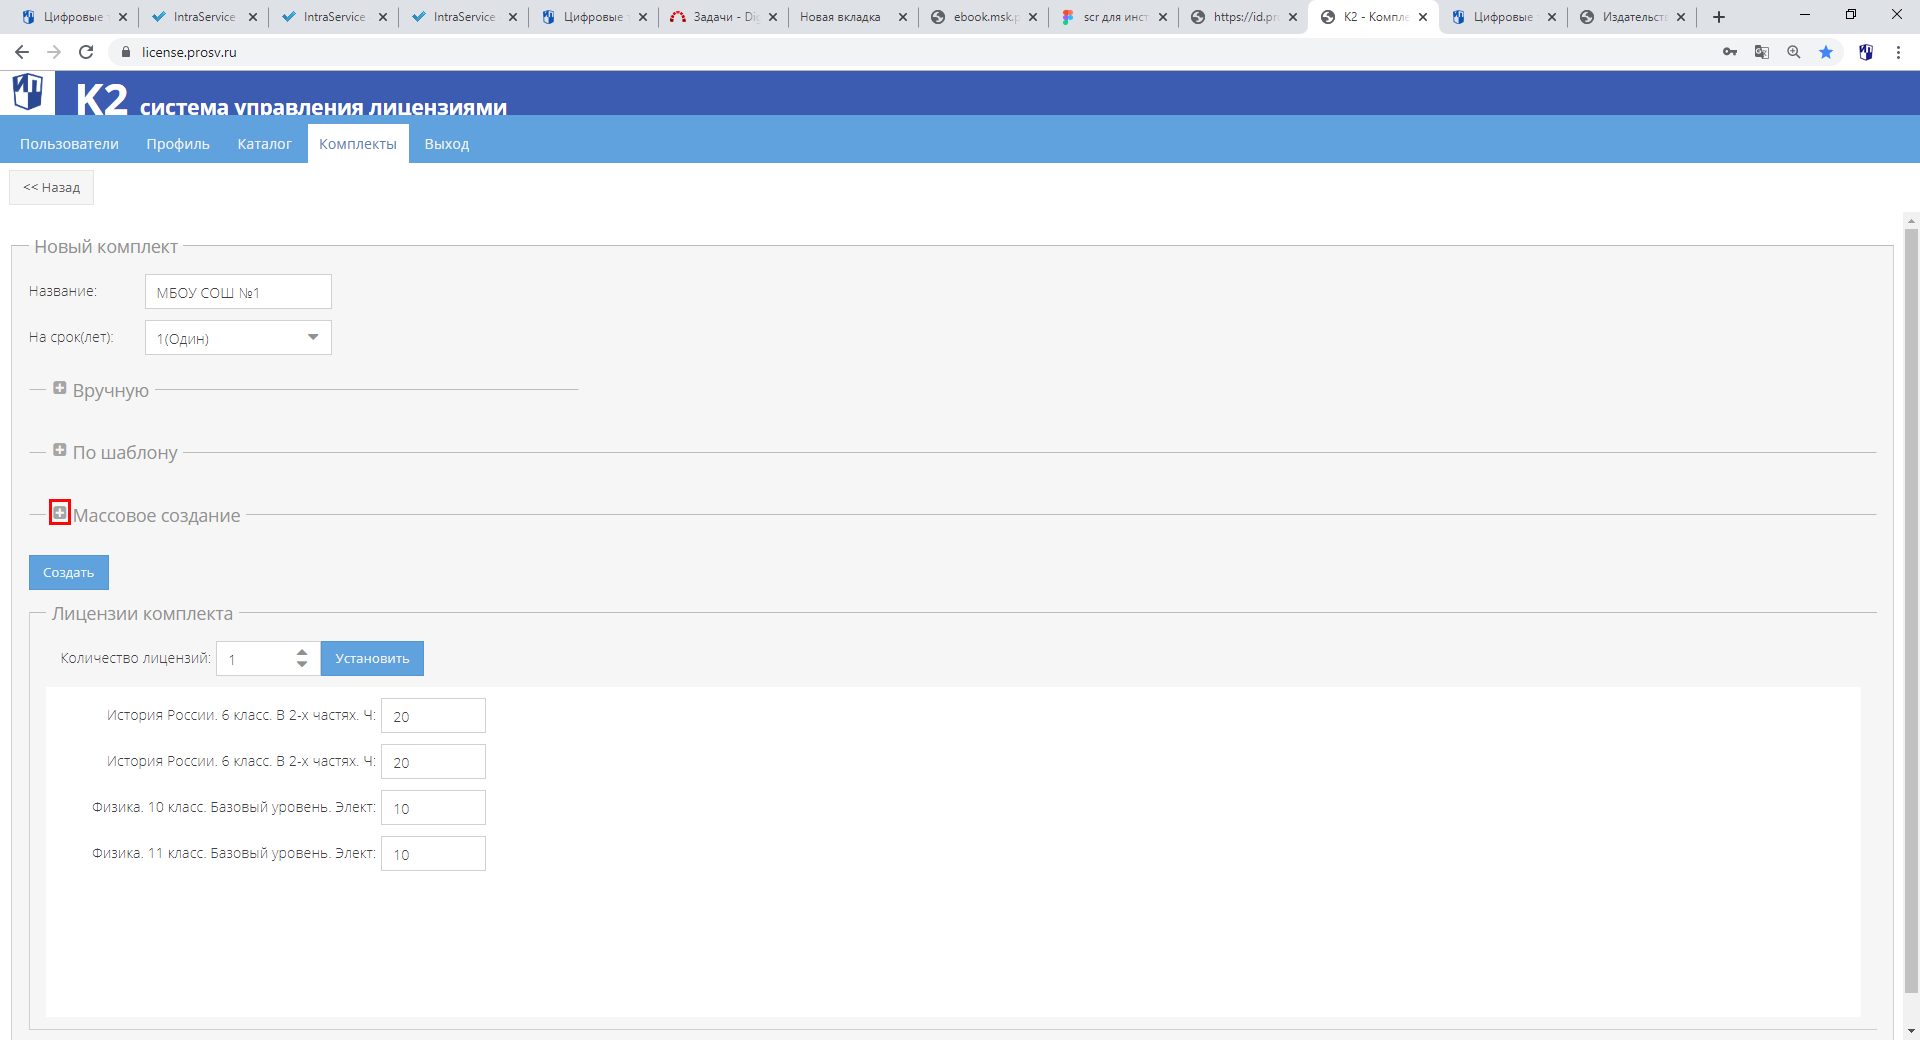 Цифровые
IntraService
IntraService
IntraService
Цифровые
Задачи - Di
Новая вкладка
ebook.msk.
scr для инст
https://id.pr
K2 - Компле
Цифровые
Издательст
license.prosv.ru
ИП
K2 система управления лицензиями
Пользователи Профиль Каталог Комплекты Выход
<< Назад
Новый комплект
Название: МБОУ СОШ №1
На срок(лет): 1(Один)
Вручную
По шаблону
Массовое создание
Создать
Лицензии комплекта
Количество лицензий: 1 Установить
История России. 6 класс. В 2-х частях. Ч: 20
История России. 6 класс. В 2-х частях. Ч: 20
Физика. 10 класс. Базовый уровень. Элект: 10
Физика. 11 класс. Базовый уровень. Элект: 10